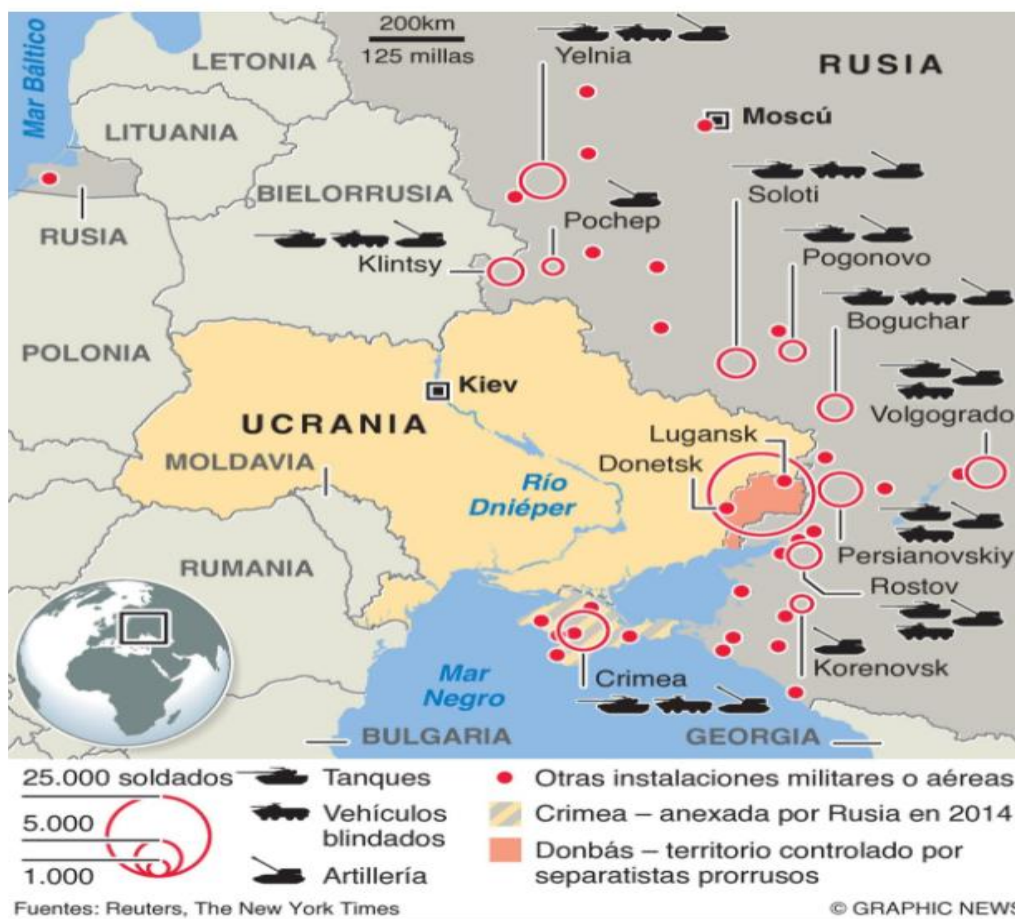 200km
125 millas
Yelnia
RUSIA
Mar Báltico
LETONIA
LITUANIA
Moscú
BIELORRUSIA
Soloti
RUSIA
Pochep
Klintsy
Pogonovo
Boguchar
POLONIA
Kiev
UCRANIA
Volgogrado
Lugansk
MOLDAVIA
Donetsk
Río
Dniéper
Persianovskiy
RUMANIA
Rostov
Crimea
Korenovsk
Mar
Negro
BULGARIA
GEORGIA
25.000 soldados
5.000
1.000
Tanques
Vehículos
blindados
Artillería
Otras instalaciones militares o aéreas
Crimea – anexada por Rusia en 2014
Donbás – territorio controlado por
separatistas prorrusos
Fuentes: Reuters, The New York Times
© GRAPHIC NEWS